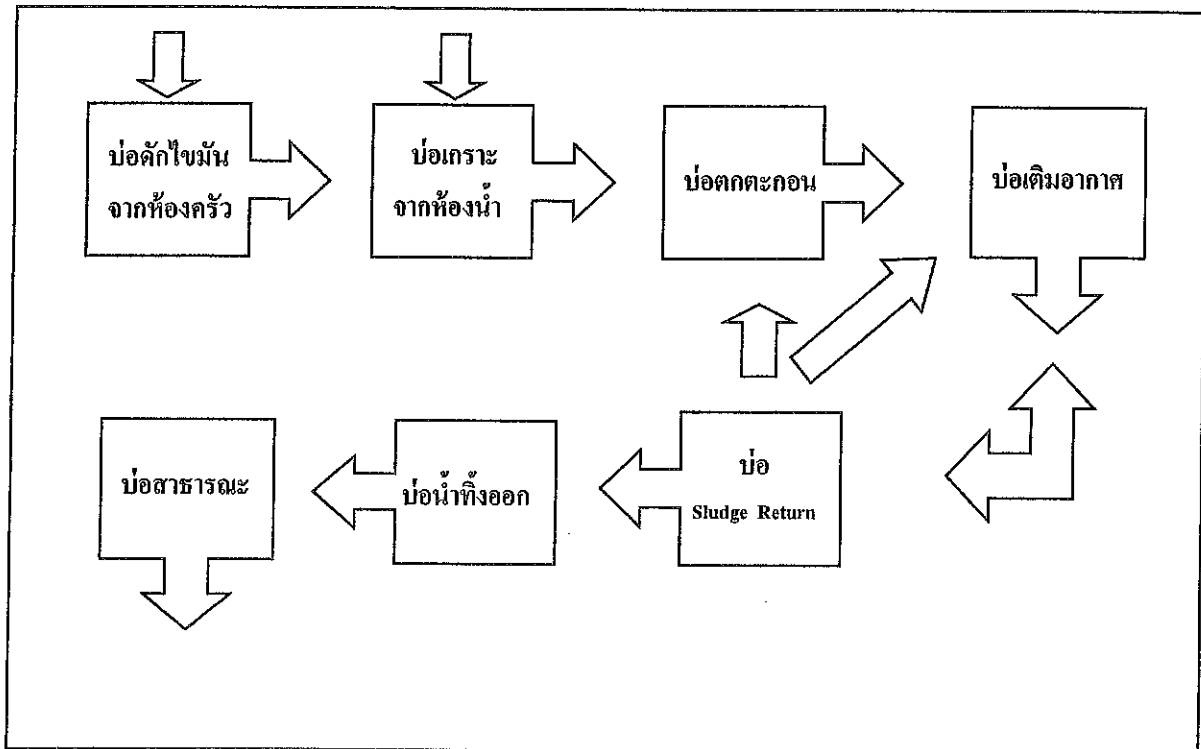 บ่อดักไขมัน
จากห้องครัว
บ่อเกราะ
จากห้องน้ำ
บ่อตกตะกอน
บ่อเติมอากาศ
บ่อสาธารณะ
บ่อน้ำทิ้งออก
บ่อ
Sludge Return